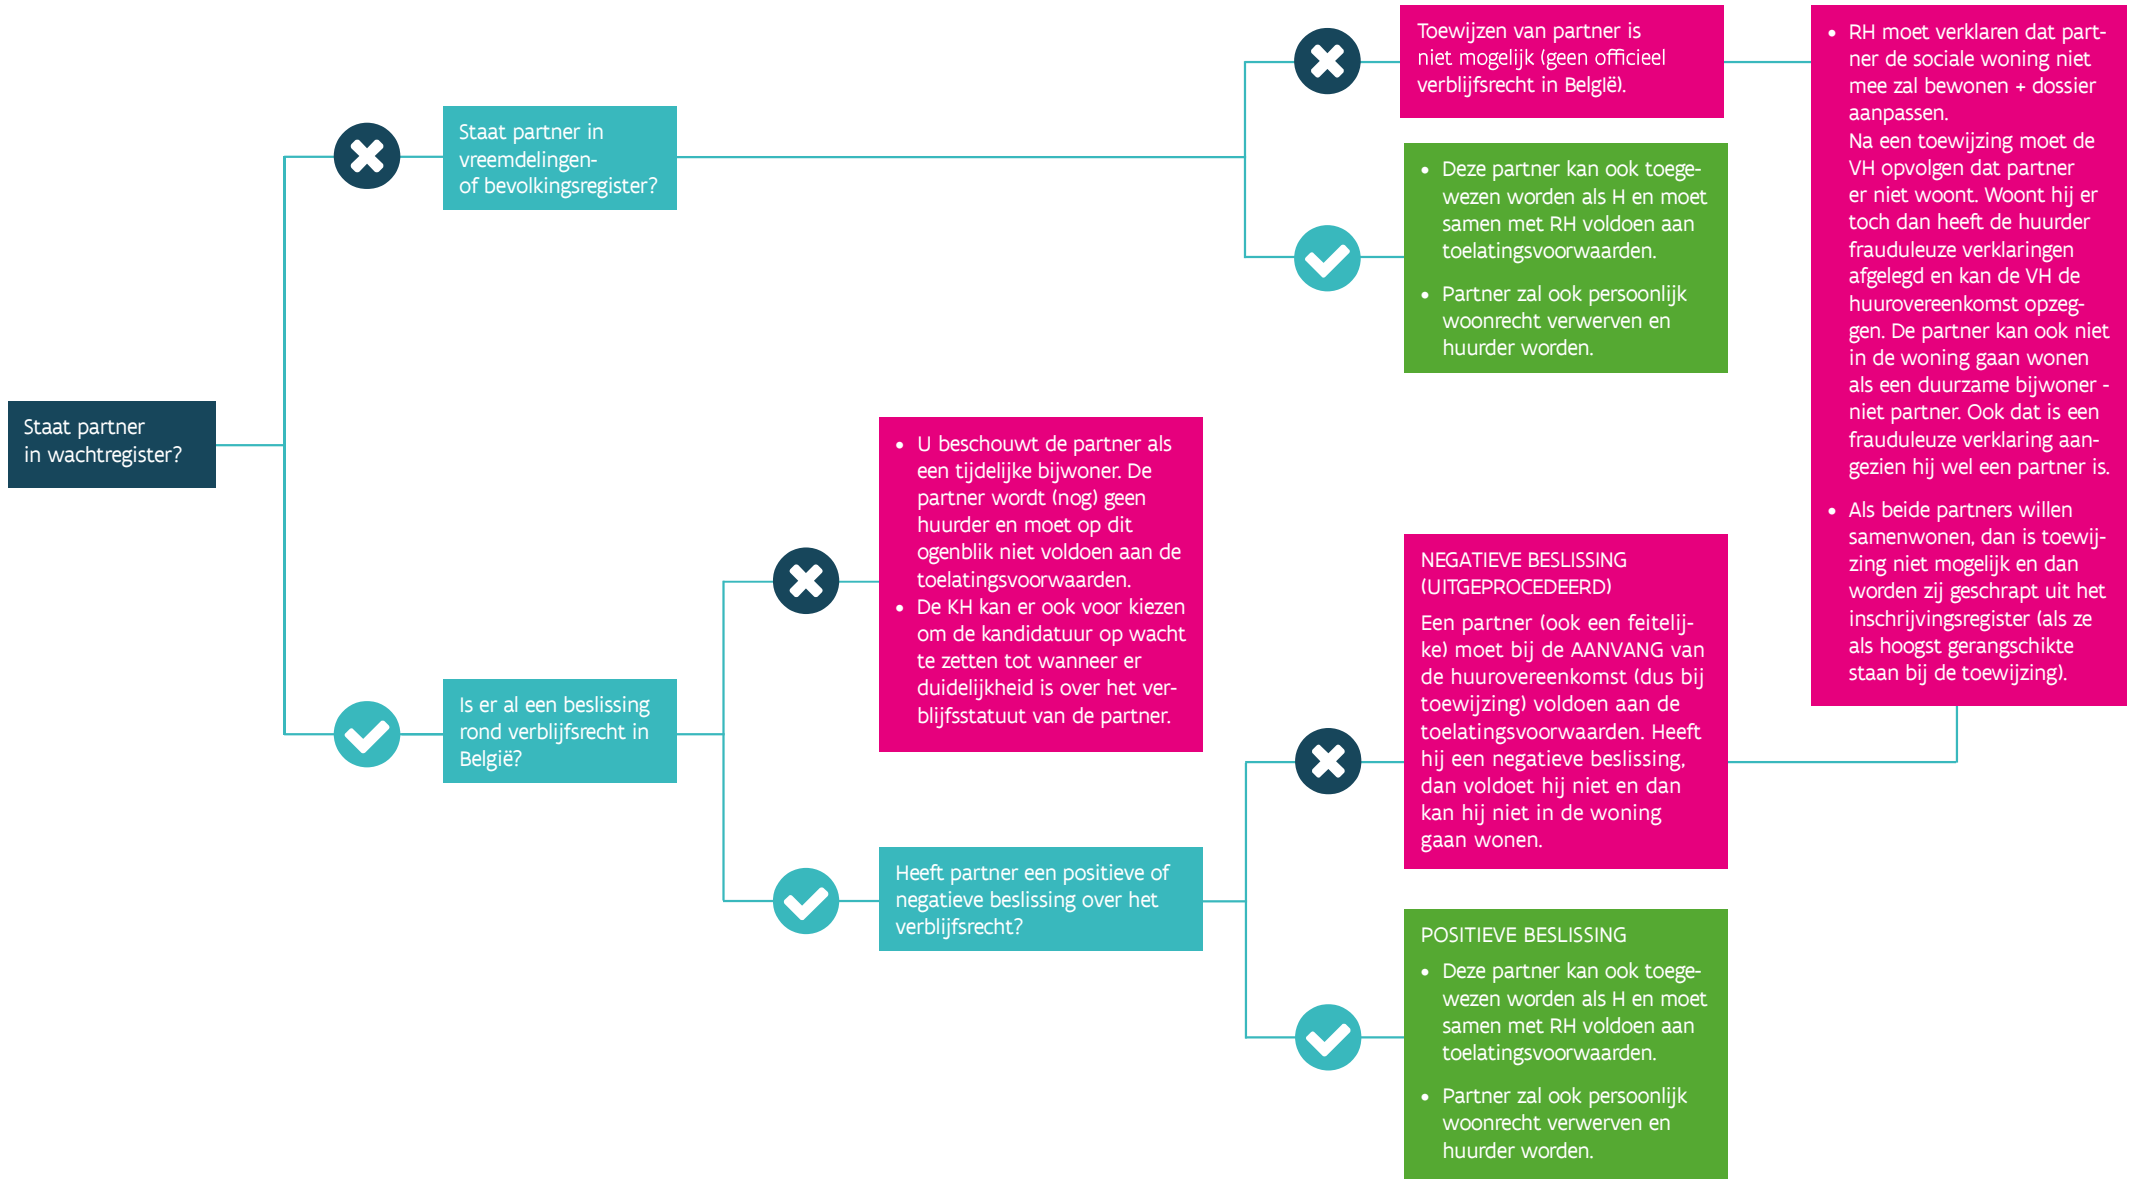 Staat partner
in wachtregister?
Staat partner in
vreemdelingen-
of bevolkingsregister?
Toewijzen van partner is
niet mogelijk (geen officieel
verblijfsrecht in België).
• Deze partner kan ook toege-
wezen worden als H en moet
samen met RH voldoen aan
toelatingsvoorwaarden.
• Partner zal ook persoonlijk
woonrecht verwerven en
huurder worden.
• RH moet verklaren dat part-
ner de sociale woning niet
mee zal bewonen + dossier
aanpassen.
Na een toewijzing moet de
VH opvolgen dat partner
er niet woont. Woont hij er
toch dan heeft de huurder
frauduleuze verklaringen
afgelegd en kan de VH de
huurovereenkomst opzeg-
gen. De partner kan ook niet
in de woning gaan wonen
als een duurzame bijwoner -
niet partner. Ook dat is een
frauduleuze verklaring aan-
gezien hij wel een partner is.
• Als beide partners willen
samenwonen, dan is toewij-
zing niet mogelijk en dan
worden zij geschrapt uit het
inschrijvingsregister (als ze
als hoogst gerangschikte
staan bij de toewijzing).
Is er al een beslissing
rond verblijfsrecht in
België?
• U beschouwt de partner als
een tijdelijke bijwoner. De
partner wordt (nog) geen
huurder en moet op dit
ogenblik niet voldoen aan de
toelatingsvoorwaarden.
• De KH kan er ook voor kiezen
om de kandidatuur op wacht
te zetten tot wanneer er
duidelijkheid is over het ver-
blijfsstatuut van de partner.
Heeft partner een positieve of
negatieve beslissing over het
verblijfsrecht?
NEGATIEVE BESLISSING
(UITGEPROCEDEERD)
Een partner (ook een feitelij-
ke) moet bij de AANVANG van
de huurovereenkomst (dus bij
toewijzing) voldoen aan de
toelatingsvoorwaarden. Heeft
hij een negatieve beslissing,
dan voldoet hij niet en dan
kan hij niet in de woning
gaan wonen.
POSITIEVE BESLISSING
• Deze partner kan ook toege-
wezen worden als H en moet
samen met RH voldoen aan
toelatingsvoorwaarden.
• Partner zal ook persoonlijk
woonrecht verwerven en
huurder worden.